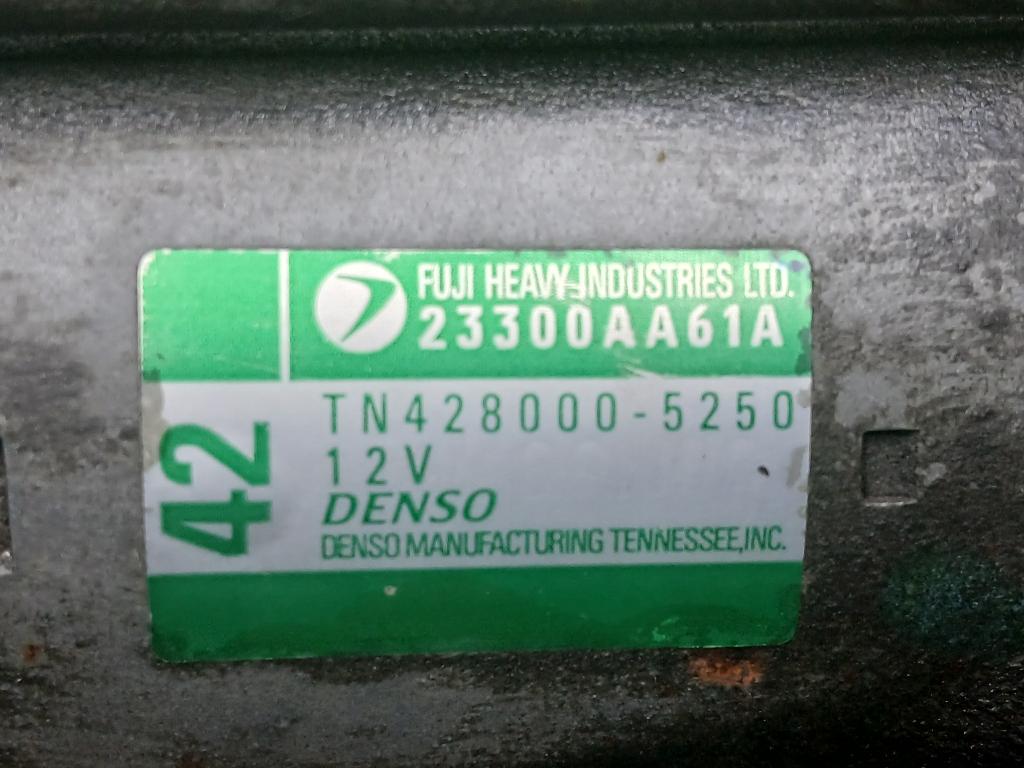 FUJI HEAVY INDUSTRIES LTD.
23300AA61A
42
TN428000-5250
12V
DENSO
DENSO MANUFACTURING TENNESSEE,INC.